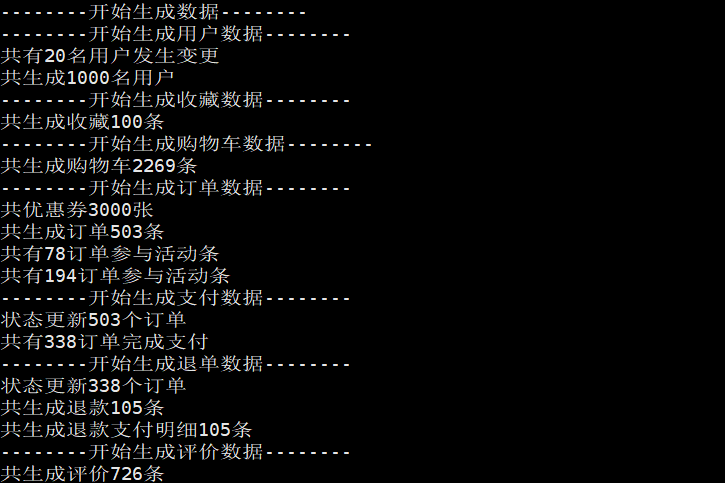 --------开始生成数据--------
--------开始生成用户数据--------
共有20名用户发生变更
共生成1000名用户
--------开始生成收藏数据--------
共生成收藏100条
--------开始生成购物车数据--------
共生成购物车2269条
--------开始生成订单数据--------
共优惠券3000张
共生成订单503条
共有78订单参与活动条
共有194订单参与活动条
--------开始生成支付数据--------
状态更新503个订单
共有338订单完成支付
--------开始生成退单数据--------
状态更新338个订单
共生成退款105条
共生成退款支付明细105条
--------开始生成评价数据--------
共生成评价726条